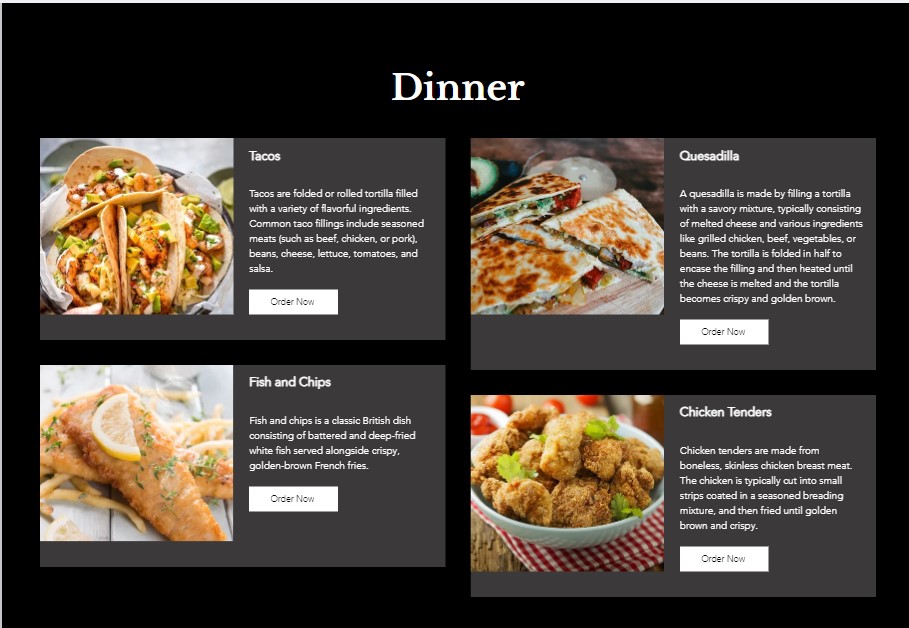 Dinner
Tacos
Tacos are folded or rolled tortilla filled
with a variety of flavorful ingredients.
Common taco fillings include seasoned
meats (such as beef, chicken, or pork),
beans, cheese, lettuce, tomatoes, and
salsa.
Order Now
Quesadilla
A quesadilla is made by filling a tortilla
with a savory mixture, typically consisting
of melted cheese and various ingredients
like grilled chicken, beef, vegetables, or
beans. The tortilla is folded in half to
encase the filling and then heated until
the cheese is melted and the tortilla
becomes crispy and golden brown.
Order Now
Fish and Chips
Fish and chips is a classic British dish
consisting of battered and deep-fried
white fish served alongside crispy,
golden-brown French fries.
Order Now
Chicken Tenders
Chicken tenders are made from
boneless, skinless chicken breast meat.
The chicken is typically cut into small
strips coated in a seasoned breading
mixture, and then fried until golden
brown and crispy.
Order Now